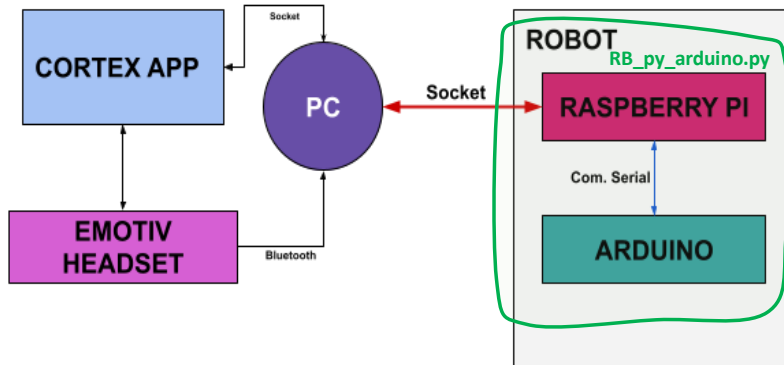 Socket
CORTEX APP
PC
Socket
ROBOT
RB_py_arduino.py
RASPBERRY PI
Com. Serial
EMOTIV
HEADSET
Bluetooth
ARDUINO